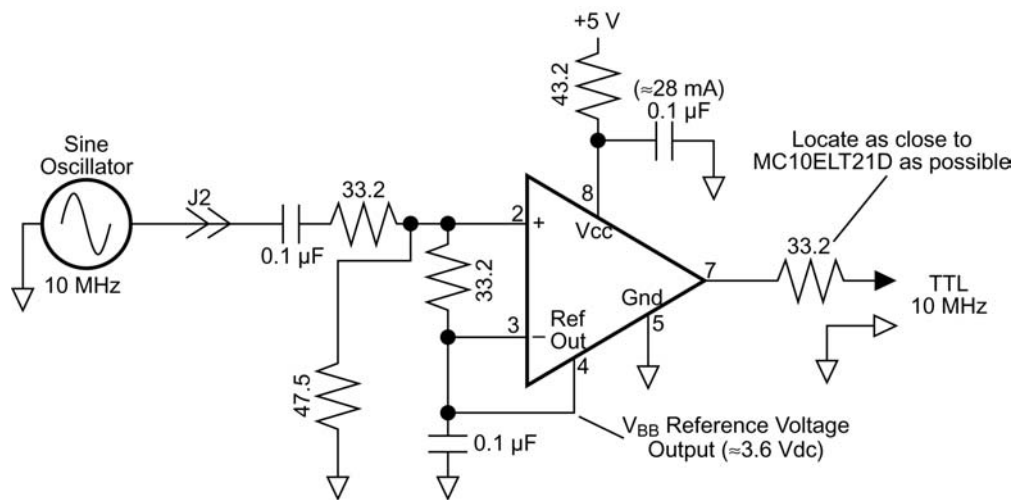 +5 V
43.2
(≈28 mA)
0.1 µF
Sine
Oscillator
10 MHz
J2
0.1 µF
33.2
47.5
33.2
2
+
3
−
Ref
Out
4
8
Vcc
Gnd
5
7
0.1 µF
VBB Reference Voltage
Output (≈3.6 Vdc)
Locate as close to
MC10ELT21D as possible
33.2
TTL
10 MHz